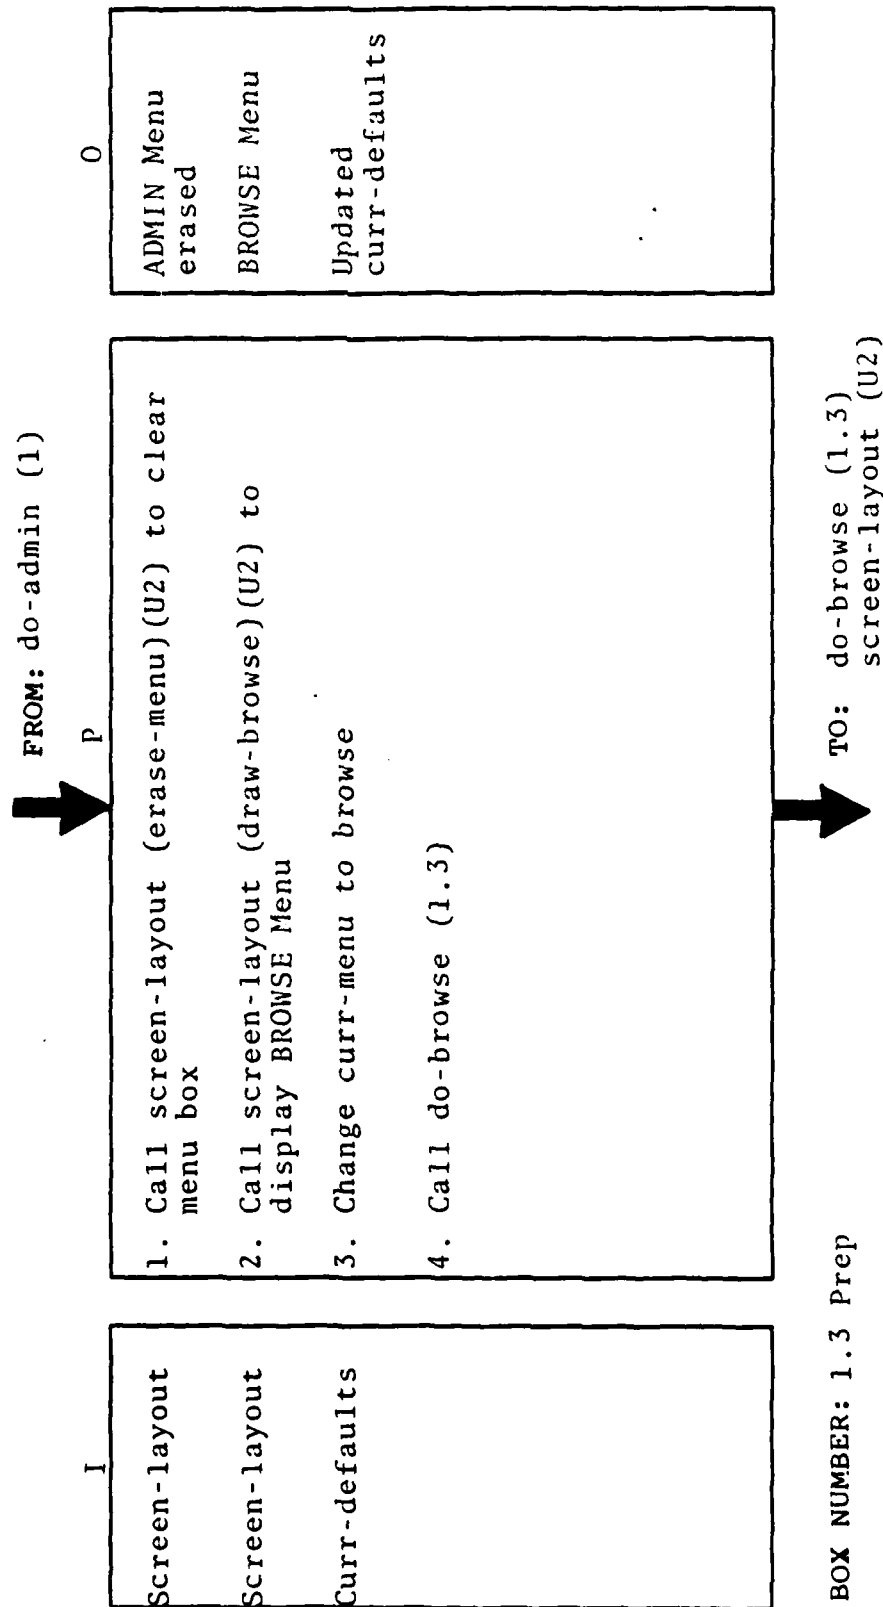 FROM: do-admin (1)
I
Screen-layout
Screen-layout
Curr-defaults
P
1. Call screen-layout (erase-menu)(U2) to clear
menu box
2. Call screen-layout (draw-browse)(U2) to
display BROWSE Menu
3. Change curr-menu to browse
4. Call do-browse (1.3)
O
ADMIN Menu
erased
BROWSE Menu
Updated
curr-defaults
BOX NUMBER: 1.3 Prep
TO: do-browse (1.3)
screen-layout (U2)